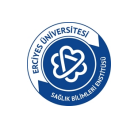 ERCİYES ÜNİVERSİTESİ
SAĞLIK BİLİMLERİ ENSTİTÜSÜ